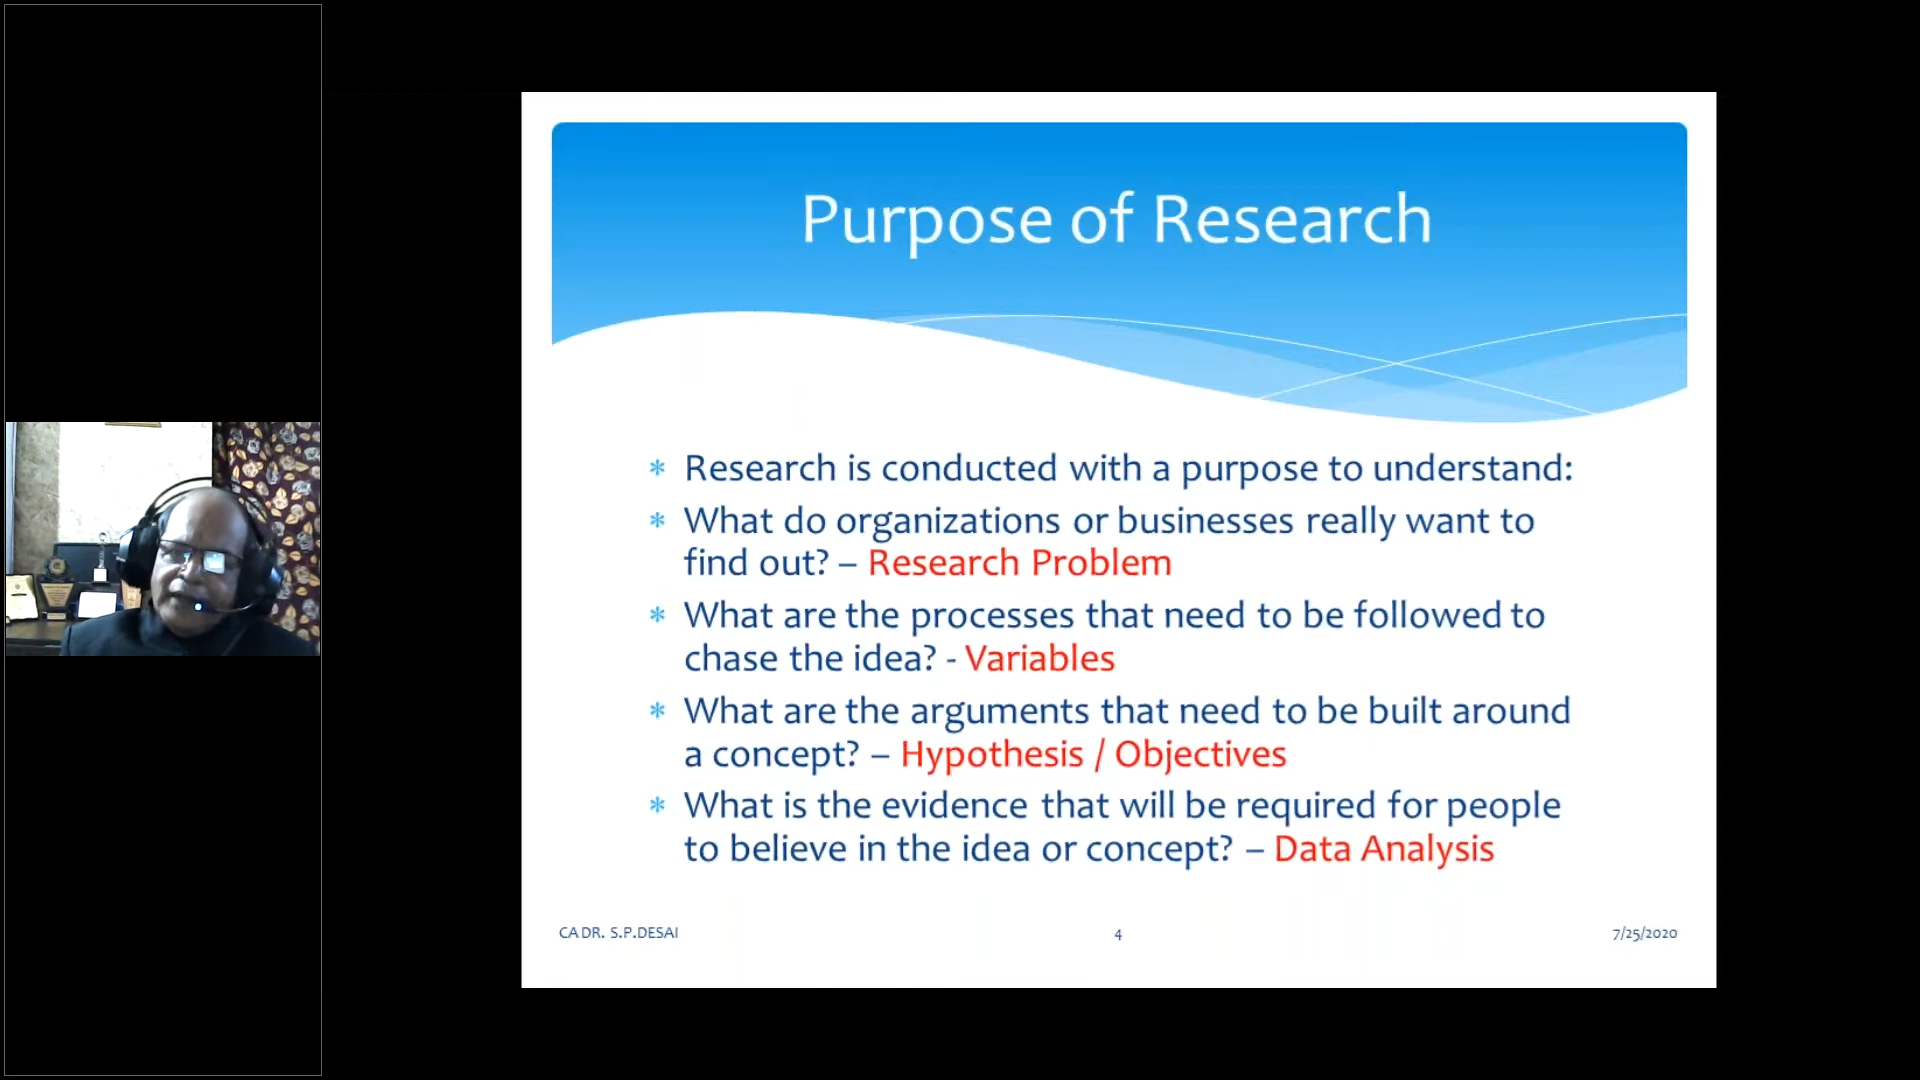 Purpose of Research
* Research is conducted with a purpose to understand:
* What do organizations or businesses really want to
find out? – Research Problem
* What are the processes that need to be followed to
chase the idea? - Variables
* What are the arguments that need to be built around
a concept? – Hypothesis / Objectives
* What is the evidence that will be required for people
to believe in the idea or concept? – Data Analysis
CA DR. S.P.DESAI
4
7/25/2020